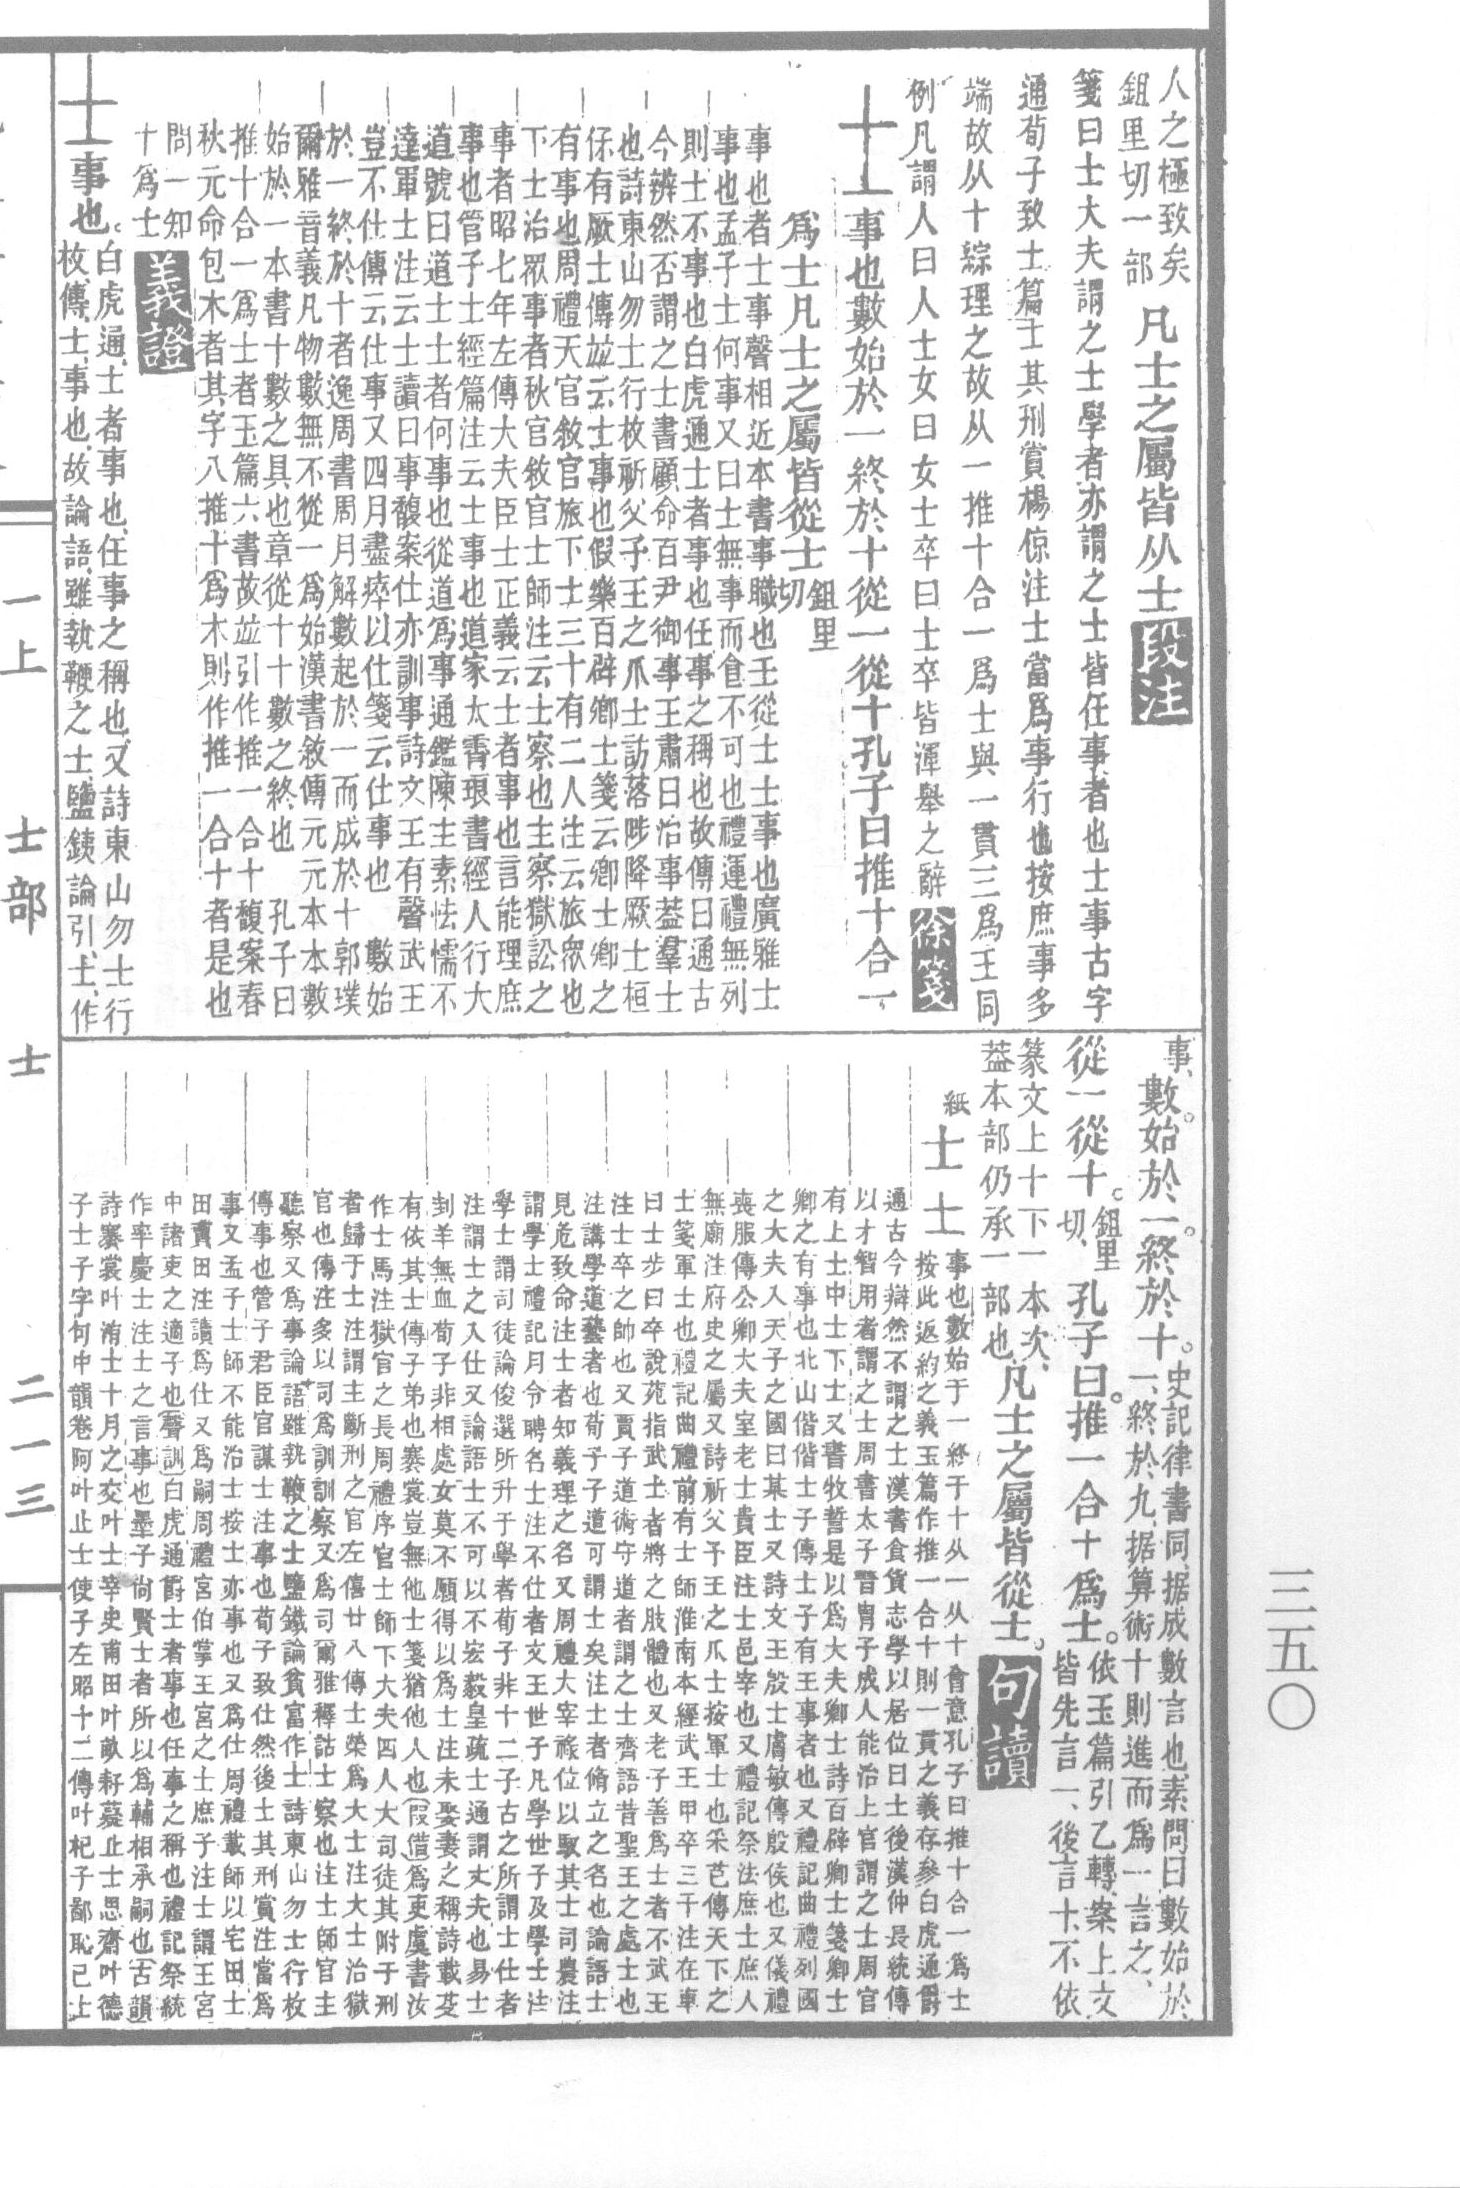 人之極致矣
鉏里切一部
凡士之屬皆从士段注
箋曰士大夫謂之士學者亦謂之士皆任事者也士事古字
通荀子致士篇士其刑賞楊倞注士當爲事行也按庶事多
端故从十綜理之故从一推十合一爲士與一貫三爲王同
例凡謂人曰人士女曰女士卒曰士卒皆渾舉之辭徐箋
士事也數始於一終於十從一從十孔子曰推十合一
爲士凡士之屬皆從士鉏里
切
事也者士事聲相近本書事職也王從士士事也廣雅士
事也孟子士何事又曰士無事而食不可也禮運禮無列
則士不事也白虎通士者事也任事之稱也故傳曰通古
今辨然否謂之士書顧命百尹御事王肅曰治事葢羣士
也詩東山勿士行枚祈父予王之爪士訪落陟降厥士桓
保有厥士傳並云士事也假樂百辟卿士箋云卿士卿之
有事也周禮天官敘官旅下士三十有二人注云旅眾也
下士治眾事者秋官敘官士師注云士察也主察獄訟之
事者昭七年左傳大夫臣士正義云士者事也言能理庶
事也管子士經篇注云士事也道家太霄琅書經人行大
道號曰道士士者何事也從道爲事通鑑陳主素怯懦不
達軍士注云士讀曰事馥案仕亦訓事詩文王有聲武王
豈不仕傳云仕事又四月盡瘁以仕箋云仕事也 數始
於一終於十者逸周書周月解數起於一而成於十郭璞
爾雅音義凡物數無不從一爲始漢書敘傳元元本本數
始於一本書十數之具也章從十十數之終也 孔子曰
推十合一爲士者玉篇六書故並引作推一合十馥案春
秋元命包木者其字八推十爲木則作推一合十者是也
問一知
十爲士義證
士事也。白虎通、士者事也、任事之稱也、又詩東山勿士行
枚、傳、士、事也、故論語、雖執鞭之士、鹽鐵論引、士、作
事、數。始於一。終於十。史記律書同、據成數言也、素問曰、數始於
一、終於九、据算術十則進而爲一言之、
從一從十。鉏里
切、孔子曰。推一合十爲士。依玉篇引乙轉、案上文
皆先言一、後言十、不依
篆文上十下一本次、
葢本部仍承一部也、凡士之屬皆從士。句讀
紙
士 士
事也數始于一終于十从一从十會意孔子曰推十合一爲士
按此返約之義玉篇作推一合十則一貫之義存參白虎通爵
通古今辯然不謂之士漢書食貨志學以居位曰士後漢仲長統傳
以才智用者謂之士周書太子晉胄子成人能治上官謂之士周官
有上士中士下士又書牧誓是以爲大夫卿士詩百辟卿士箋卿士
卿之有事也北山偕偕士子傳士子有王事者也又禮記曲禮列國
之大夫入天子之國曰某士又詩文王殷士膚敏傳殷侯也又儀禮
喪服傳公卿大夫室老士貴臣注士邑宰也又禮記祭法庶士庶人
無廟注府史之屬又詩祈父予王之爪士按軍士也采芑傳天下之
士箋軍士也禮記曲禮前有士師淮南本經武王甲卒三千注在車
曰士步曰卒說苑指武士者將之肢體也又老子善爲士者不武王
注士卒之帥也又賈子道術守道者謂之士齊語昔聖王之處士也
注講學道藝者也荀子子道可謂士矣注士者脩立之名也論語士
見危致命注士者知義理之名又周禮大宰祿位以馭其士司農注
謂學士禮記月令聘名士注不仕者文王世子凡學世子及學士注
學士謂司徒論俊選所升于學者荀子非十二子古之所謂士仕者
注謂士之入仕又論語士不可以不宏毅皇疏士通謂丈夫也易士
刲羊無血荀子非相處女莫不願得以爲士注未娶妻之稱詩載芟
有依其士傳子弟也褰裳豈無他士箋猶他人也〔叚借〕爲吏虞書汝
作士馬注獄官之長周禮序官士師下大夫四人大司徒其附于刑
者歸于士注謂主斷刑之官左僖廿八傳士榮爲大士注大士治獄
官也傳注多以司爲訓訓察又爲司爾雅釋詁士察也注士師官主
聽察又爲事論語雖執鞭之士鹽鐵論貧富作士詩東山勿士行枚
傳事也管子君臣官謀士注事也荀子致仕然後士其刑賞注當爲
事又孟子士師不能治士按士亦事也又爲仕周禮載師以宅田士
田賈田注讀爲仕又爲嗣周禮宮伯掌王宮之士庶子注士謂王宮
中諸吏之適子也〔聲訓〕白虎通爵士者事也任事之稱也禮記祭統
作率慶士注士之言事也墨子尚賢士者所以爲輔相承嗣也〔古韻〕
詩褰裳叶洧士十月之交叶士宰史甫田叶畝耔薿止士思齋叶德
子士子字句中韻卷阿叶止士使子左昭十二傳叶杞子鄙恥己士
一上 士部 士 二一三
三五〇